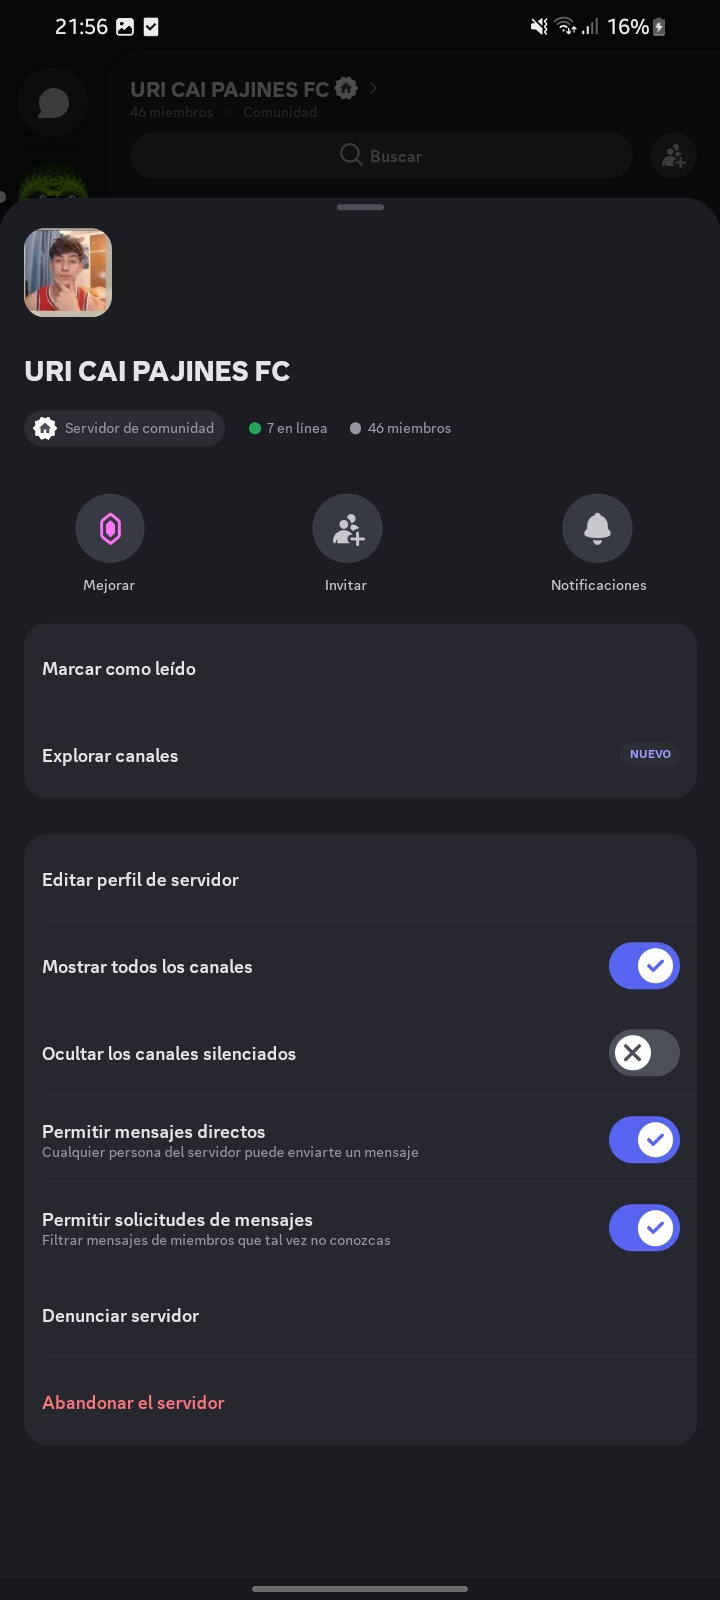 21:56
16%
URI CAI PAJINES FC
46 miembros
Comunidad
Buscar
URI CAI PAJINES FC
Servidor de comunidad
7 en línea
46 miembros
Mejorar
Invitar
Notificaciones
Marcar como leído
Explorar canales
NUEVO
Editar perfil de servidor
Mostrar todos los canales
Ocultar los canales silenciados
Permitir mensajes directos
Cualquier persona del servidor puede enviarte un mensaje
Permitir solicitudes de mensajes
Filtrar mensajes de miembros que tal vez no conozcas
Denunciar servidor
Abandonar el servidor